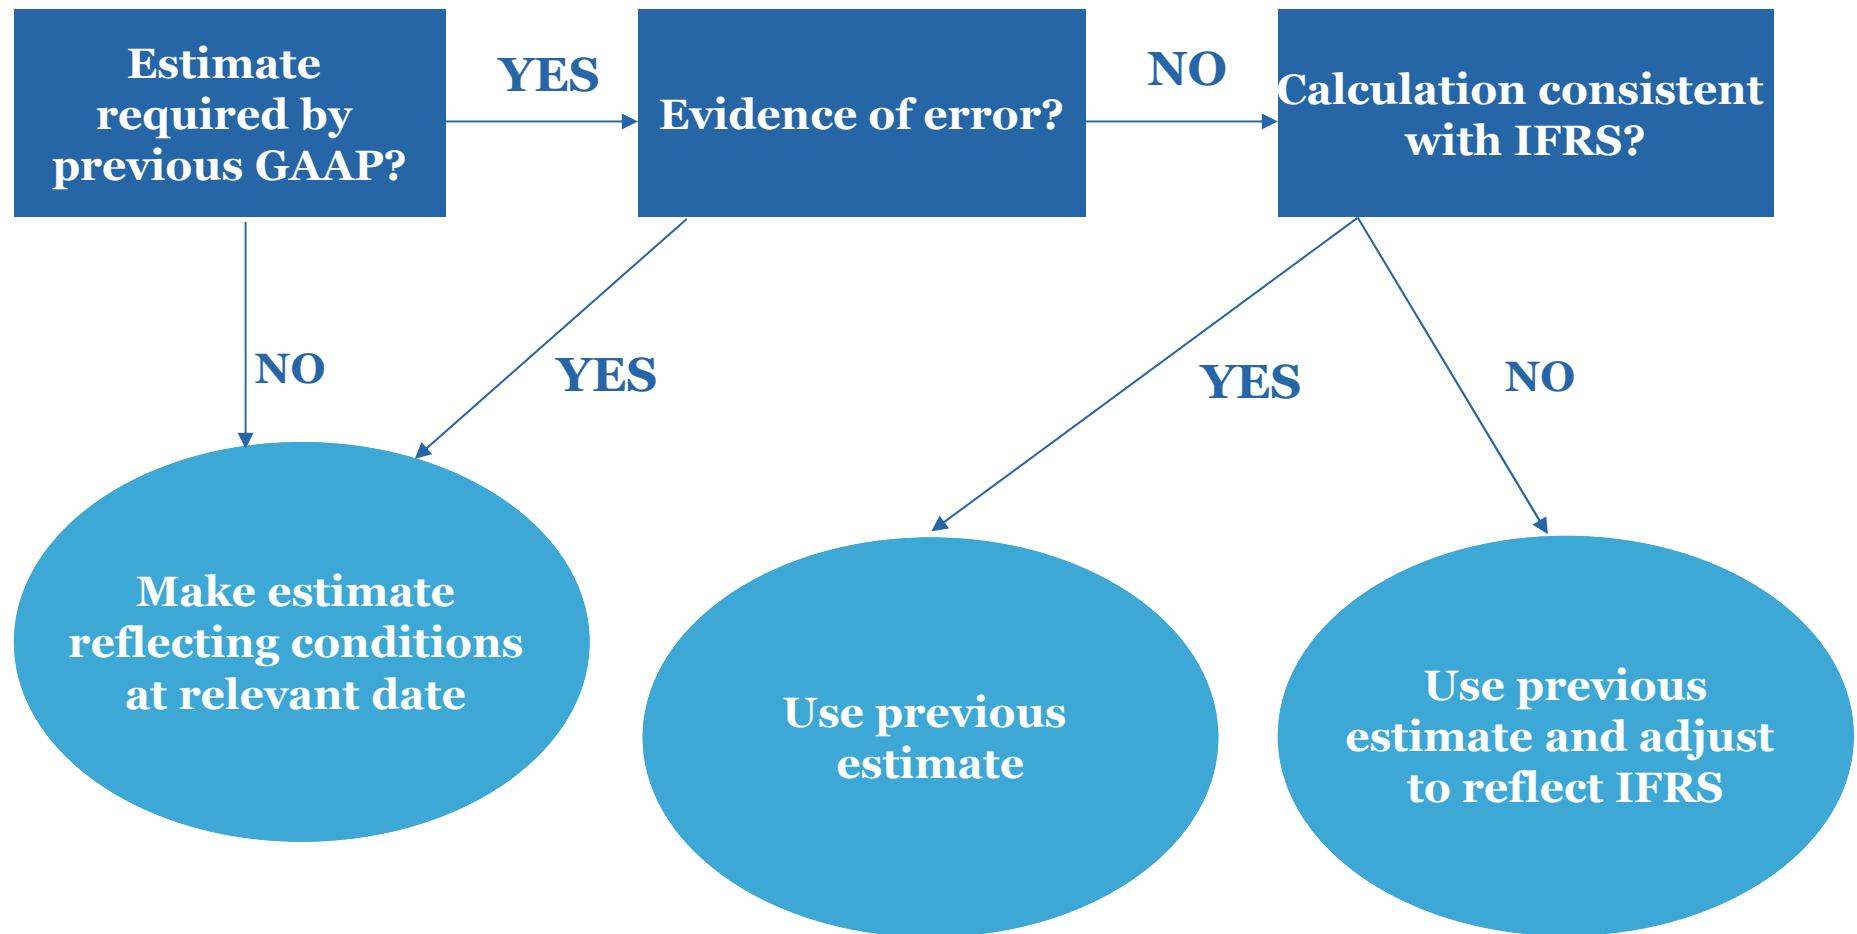 Estimate
required by
previous GAAP?
YES
Evidence of error?
NO
Calculation consistent
with IFRS?
NO
YES
YES
NO
Make estimate
reflecting conditions
at relevant date
Use previous
estimate
Use previous
estimate and adjust
to reflect IFRS